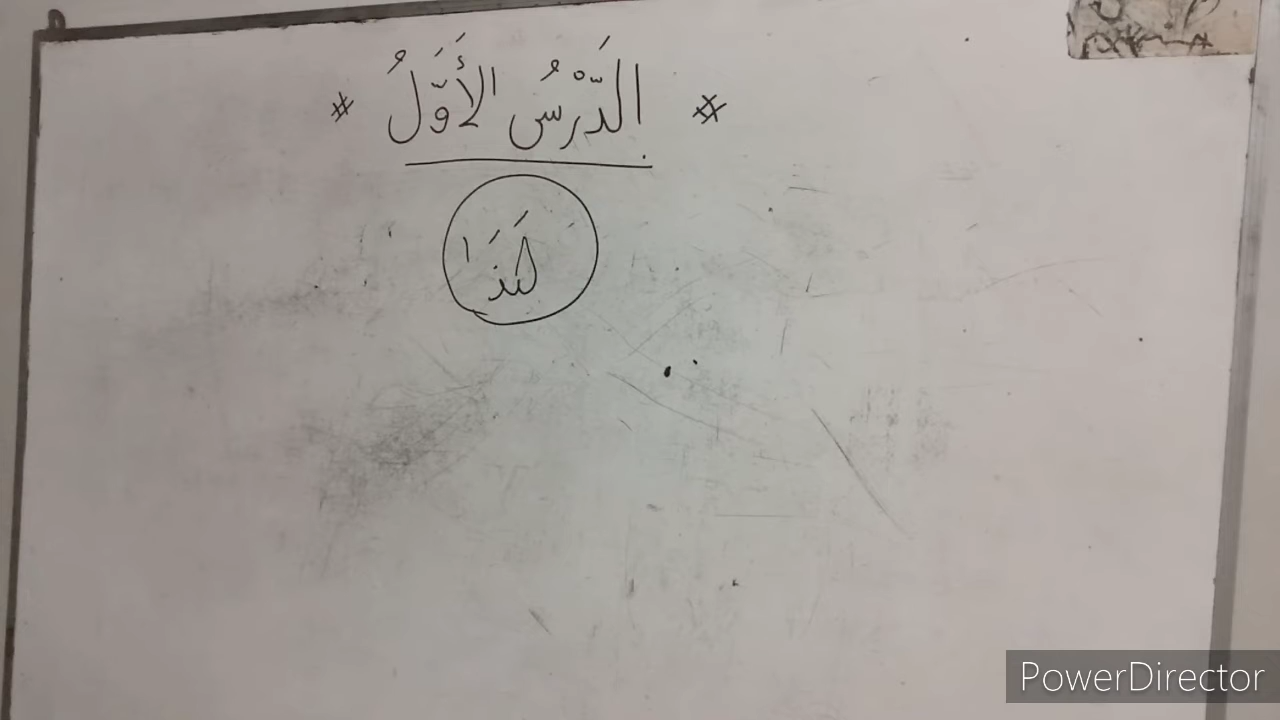 # الدَّرْسُ الأَوَّلُ #
هَذَا
PowerDirector